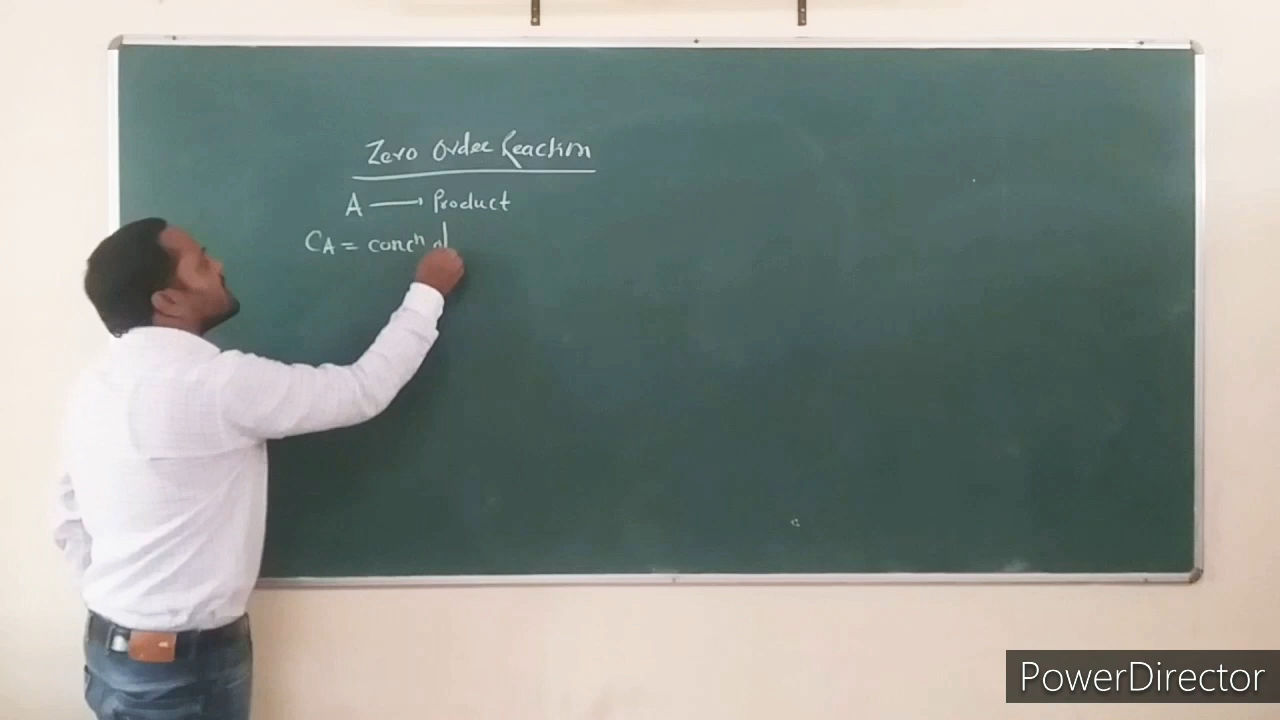 Zero Order Reaction
A → Product
CA = concn of
PowerDirector